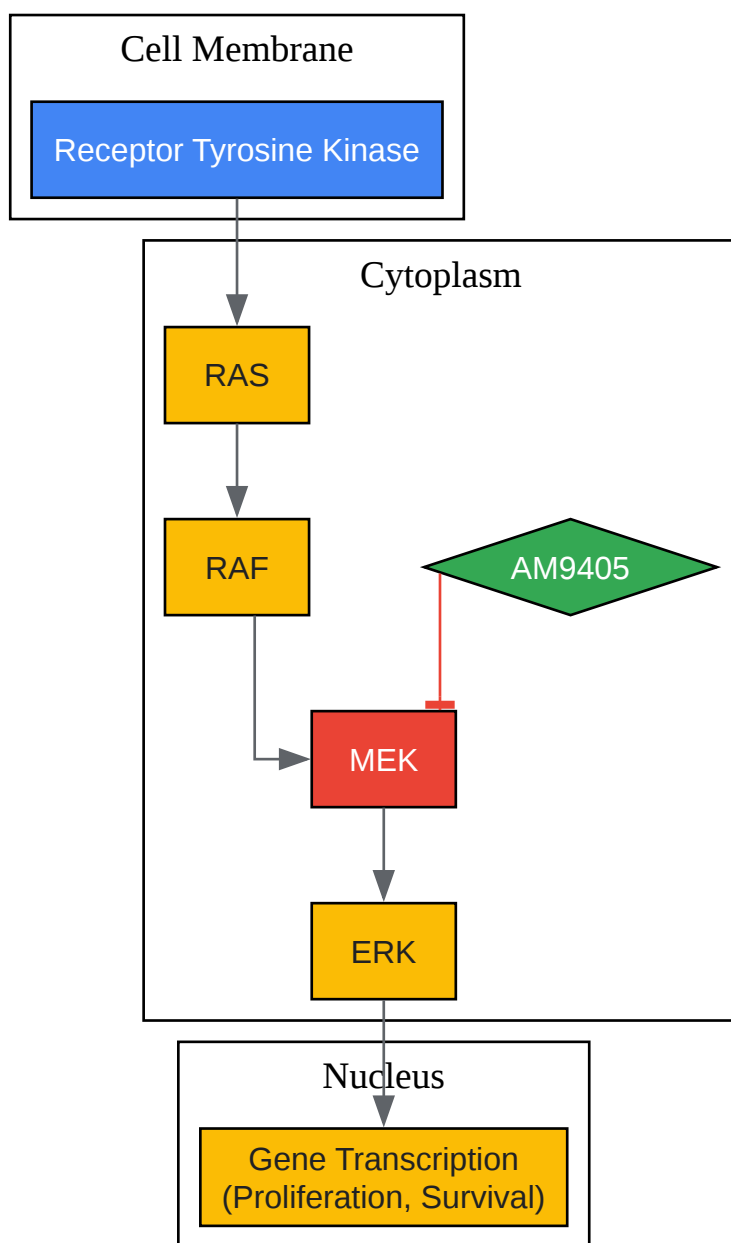 Cell Membrane
Receptor Tyrosine Kinase
Cytoplasm
RAS
RAF
AM9405
MEK
ERK
Nucleus
Gene Transcription
(Proliferation, Survival)